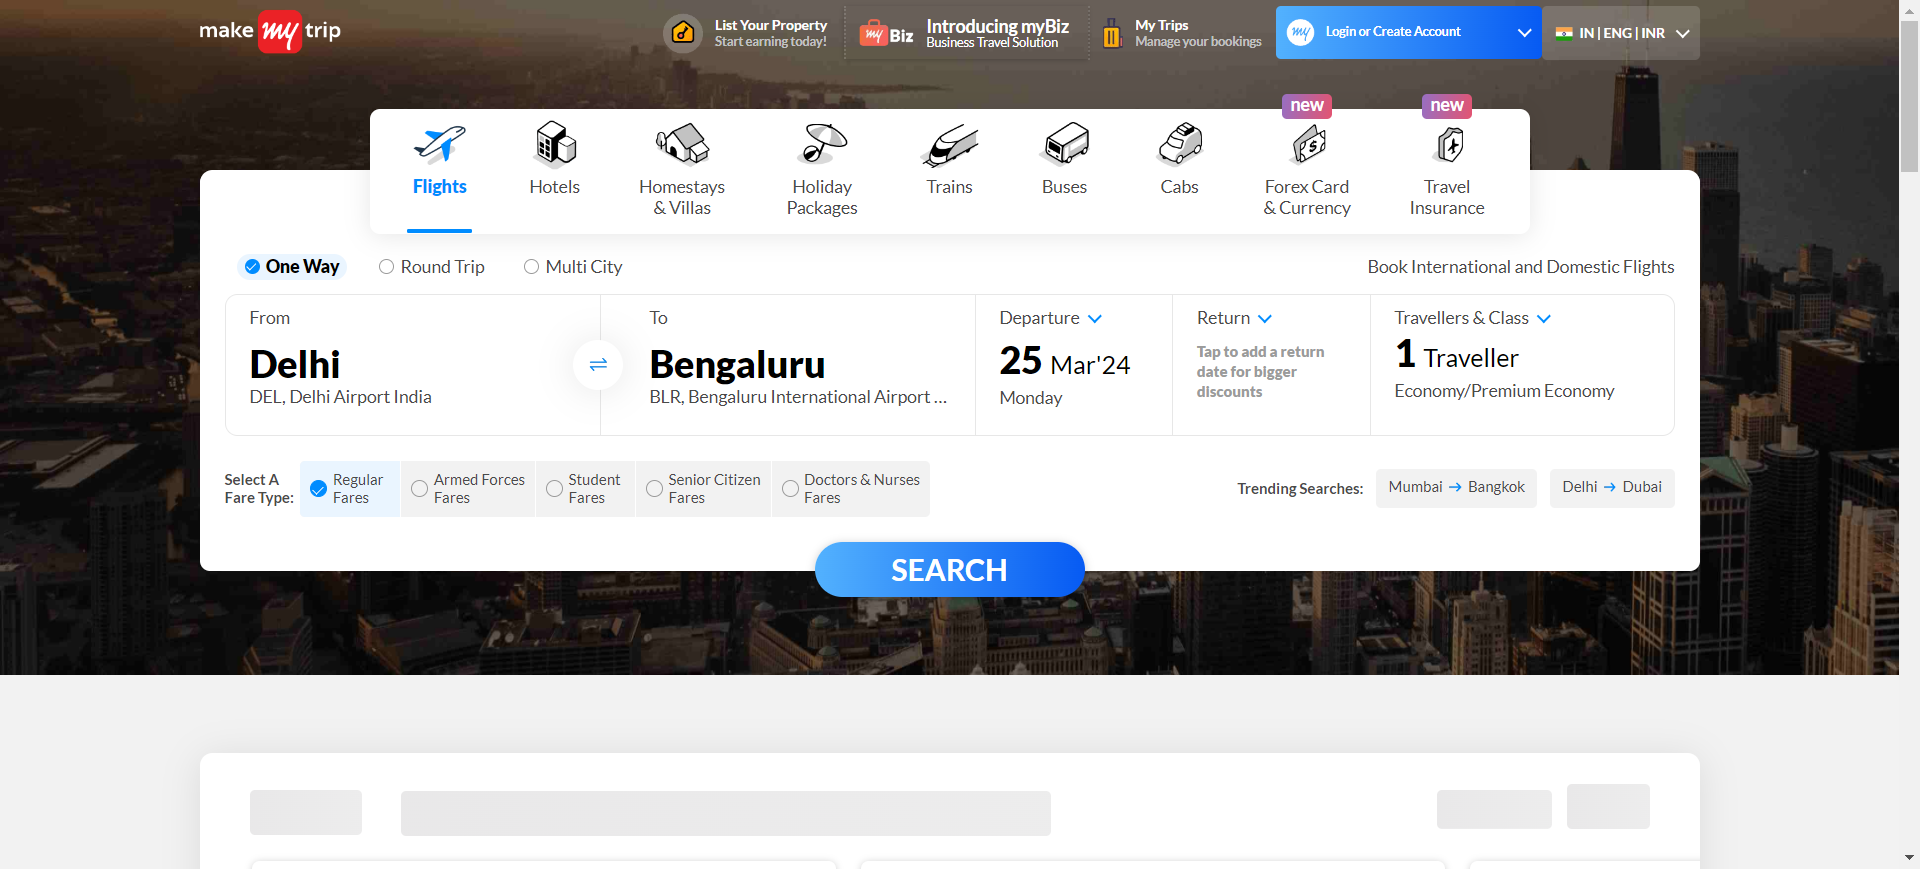 make my trip
List Your Property
Start earning today!
my Biz
Introducing myBiz
Business Travel Solution
My Trips
Manage your bookings
my
Login or Create Account
IN | ENG | INR
new
new
Flights
Hotels
Homestays
& Villas
Holiday
Packages
Trains
Buses
Cabs
Forex Card
& Currency
Travel
Insurance
One Way
Round Trip
Multi City
Book International and Domestic Flights
From
Delhi
DEL, Delhi Airport India
To
Bengaluru
BLR, Bengaluru International Airport ...
Departure
25 Mar'24
Monday
Return
Tap to add a return
date for bigger
discounts
Travellers & Class
1 Traveller
Economy/Premium Economy
Select A
Fare Type:
Regular
Fares
Armed Forces
Fares
Student
Fares
Senior Citizen
Fares
Doctors & Nurses
Fares
Trending Searches:
Mumbai → Bangkok
Delhi → Dubai
SEARCH